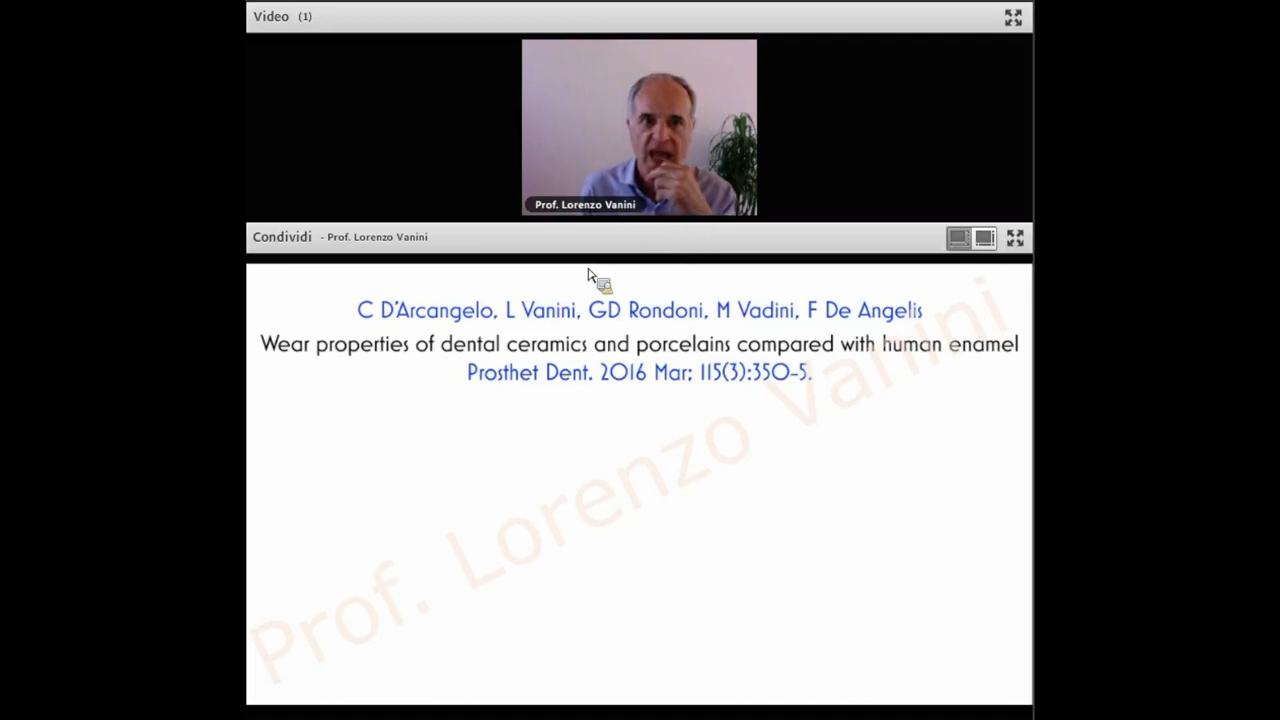 Video (1)
Prof. Lorenzo Vanini
Condividi - Prof. Lorenzo Vanini
C D'Arcangelo, L Vanini, GD Rondoni, M Vadini, F De Angelis
Wear properties of dental ceramics and porcelains compared with human enamel
Prosthet Dent. 2016 Mar; 115(3):350-5.
Prof. Lorenzo Vanini